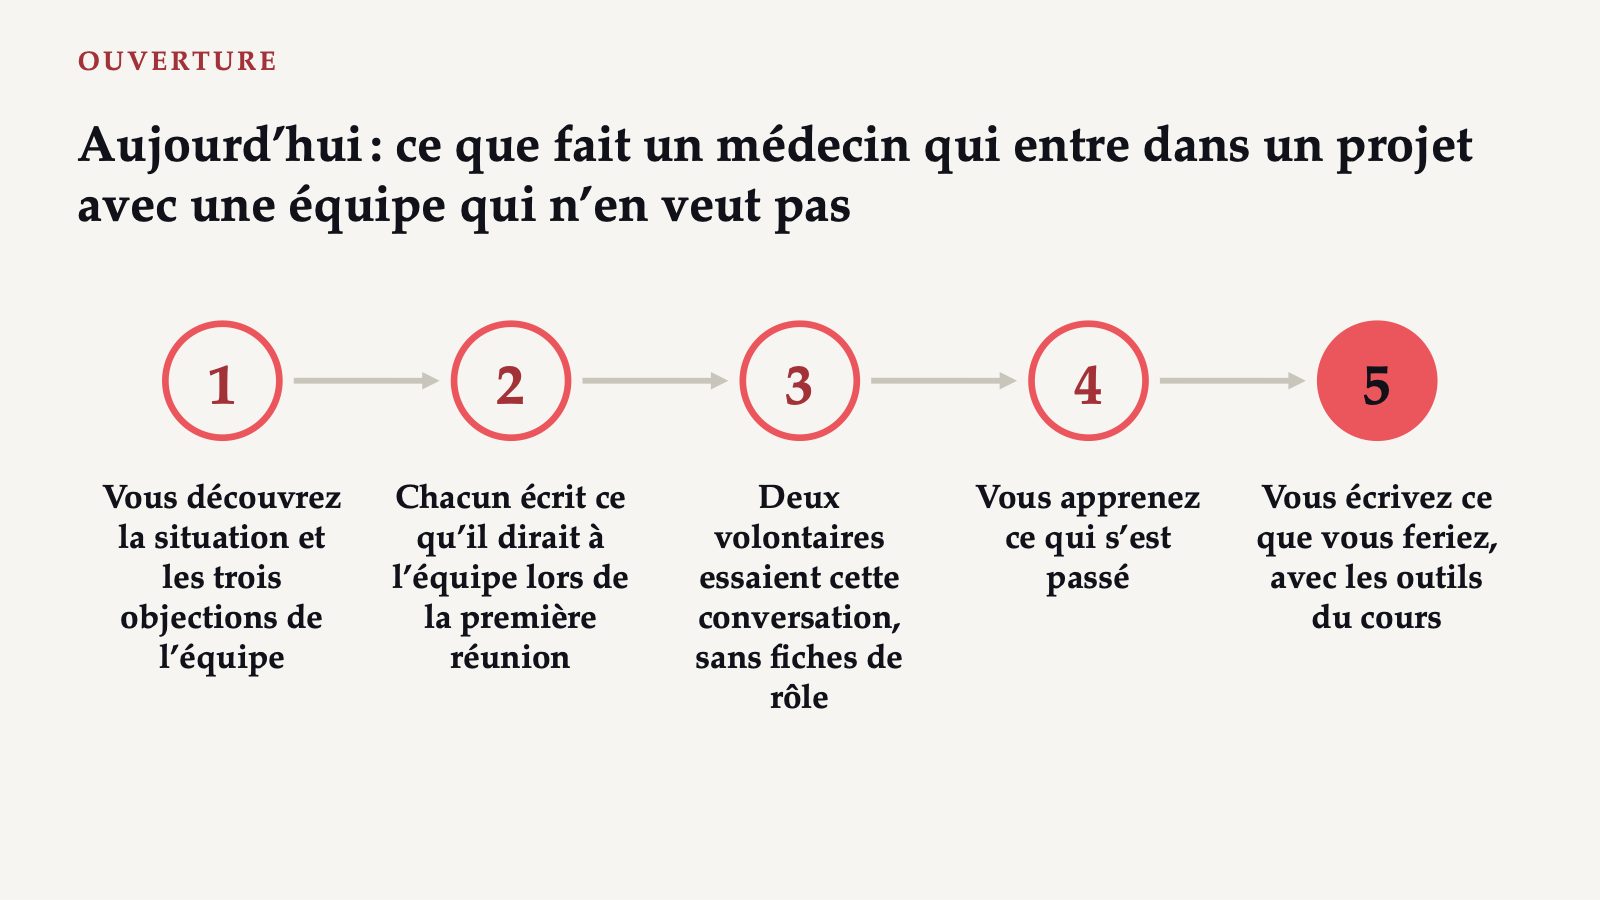 OUVERTURE
Aujourd’hui : ce que fait un médecin qui entre dans un projet
avec une équipe qui n’en veut pas
1
2
3
4
5
Vous découvrez
la situation et
les trois
objections de
l’équipe
Chacun écrit ce
qu’il dirait à
l’équipe lors de
la première
réunion
Deux
volontaires
essaient cette
conversation,
sans fiches de
rôle
Vous apprenez
ce qui s’est
passé
Vous écrivez ce
que vous feriez,
avec les outils
du cours